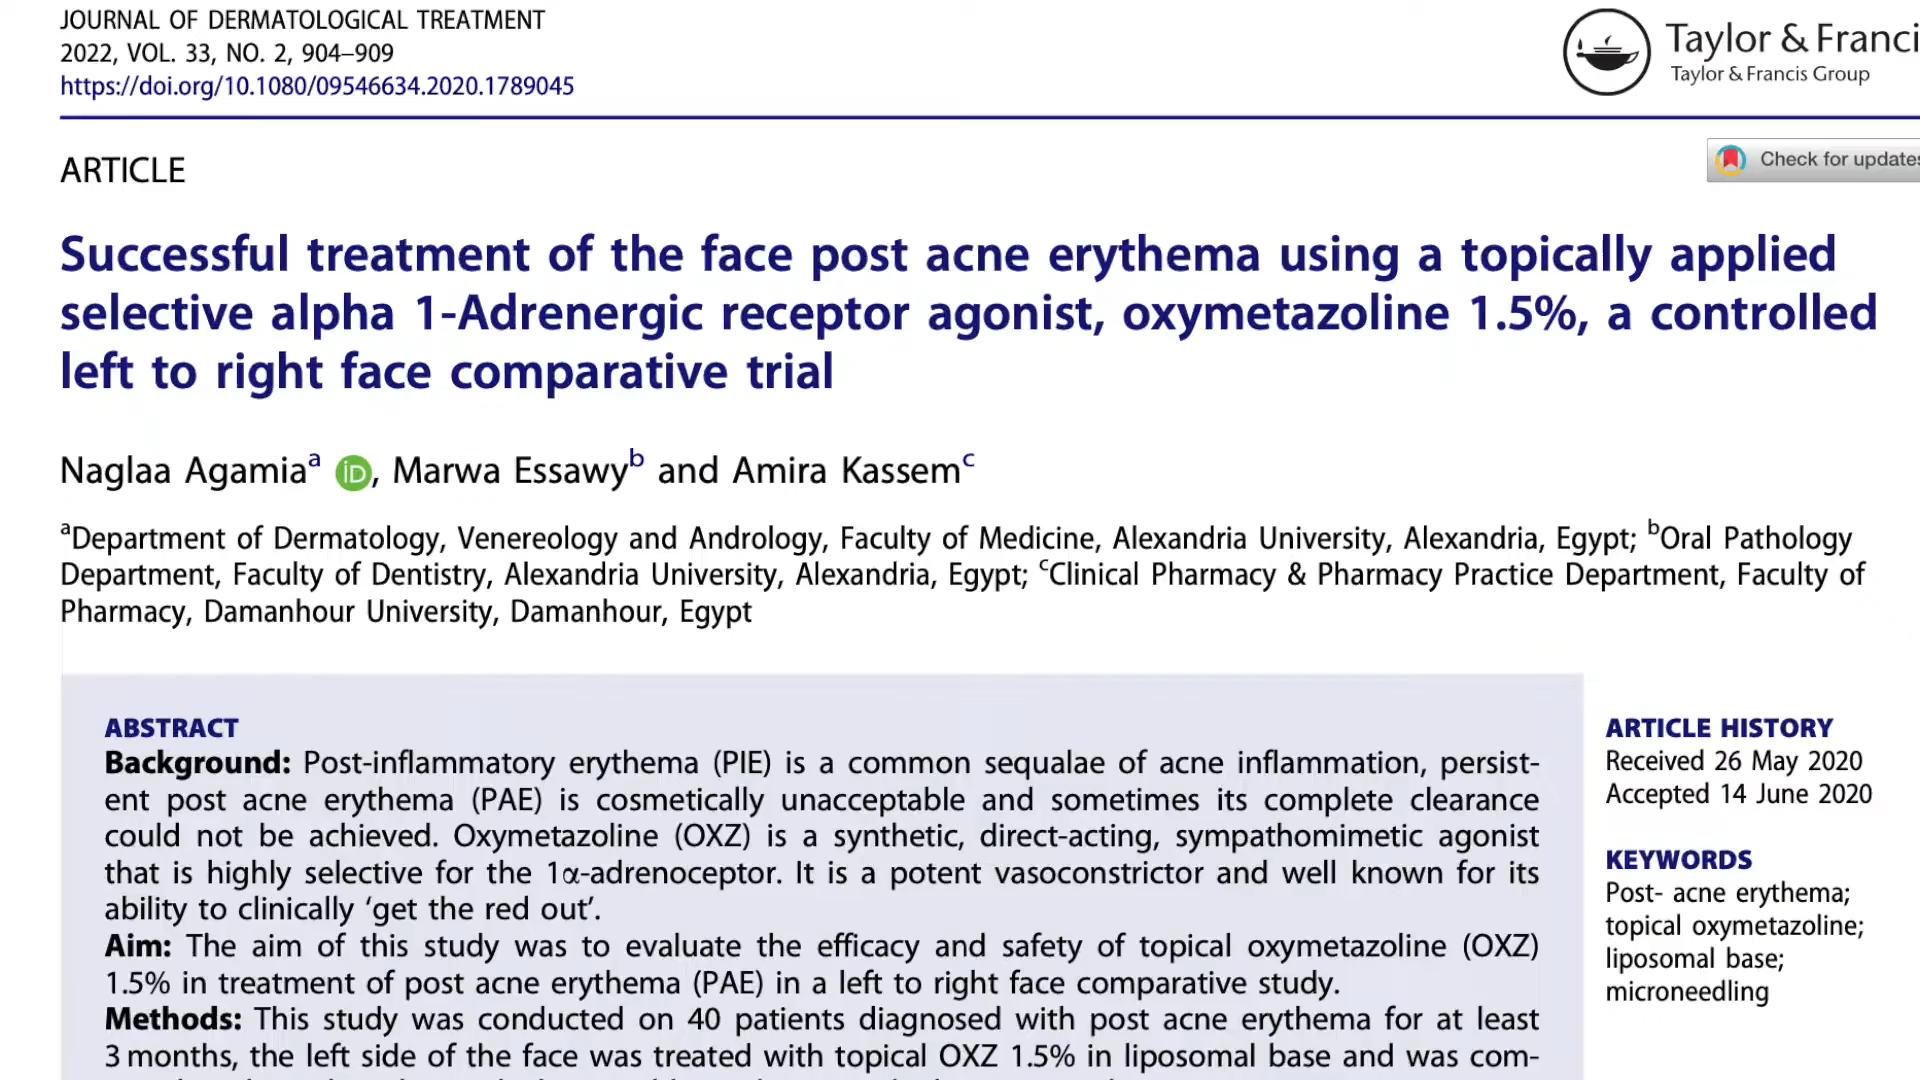 JOURNAL OF DERMATOLOGICAL TREATMENT
2022, VOL. 33, NO. 2, 904–909
https://doi.org/10.1080/09546634.2020.1789045
Taylor & Franci
Taylor & Francis Group
ARTICLE
Check for updates
Successful treatment of the face post acne erythema using a topically applied
selective alpha 1-Adrenergic receptor agonist, oxymetazoline 1.5%, a controlled
left to right face comparative trial
Naglaa Agamiaᵃ iD, Marwa Essawyᵇ and Amira Kassemᶜ
ᵃDepartment of Dermatology, Venereology and Andrology, Faculty of Medicine, Alexandria University, Alexandria, Egypt; ᵇOral Pathology
Department, Faculty of Dentistry, Alexandria University, Alexandria, Egypt; ᶜClinical Pharmacy & Pharmacy Practice Department, Faculty of
Pharmacy, Damanhour University, Damanhour, Egypt
ABSTRACT
Background: Post-inflammatory erythema (PIE) is a common sequalae of acne inflammation, persist-
ent post acne erythema (PAE) is cosmetically unacceptable and sometimes its complete clearance
could not be achieved. Oxymetazoline (OXZ) is a synthetic, direct-acting, sympathomimetic agonist
that is highly selective for the 1α-adrenoceptor. It is a potent vasoconstrictor and well known for its
ability to clinically ‘get the red out’.
Aim: The aim of this study was to evaluate the efficacy and safety of topical oxymetazoline (OXZ)
1.5% in treatment of post acne erythema (PAE) in a left to right face comparative study.
Methods: This study was conducted on 40 patients diagnosed with post acne erythema for at least
3 months, the left side of the face was treated with topical OXZ 1.5% in liposomal base and was com-
ARTICLE HISTORY
Received 26 May 2020
Accepted 14 June 2020
KEYWORDS
Post- acne erythema;
topical oxymetazoline;
liposomal base;
microneedling